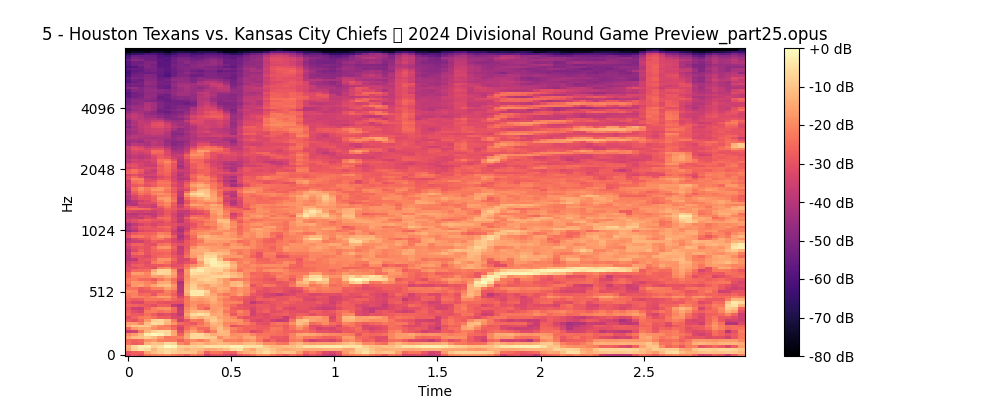 5 - Houston Texans vs. Kansas City Chiefs ▯ 2024 Divisional Round Game Preview_part25.opus
+0 dB
-10 dB
-20 dB
-30 dB
-40 dB
-50 dB
-60 dB
-70 dB
-80 dB
4096
2048
1024
512
0
Hz
0
0.5
1
1.5
2
2.5
Time